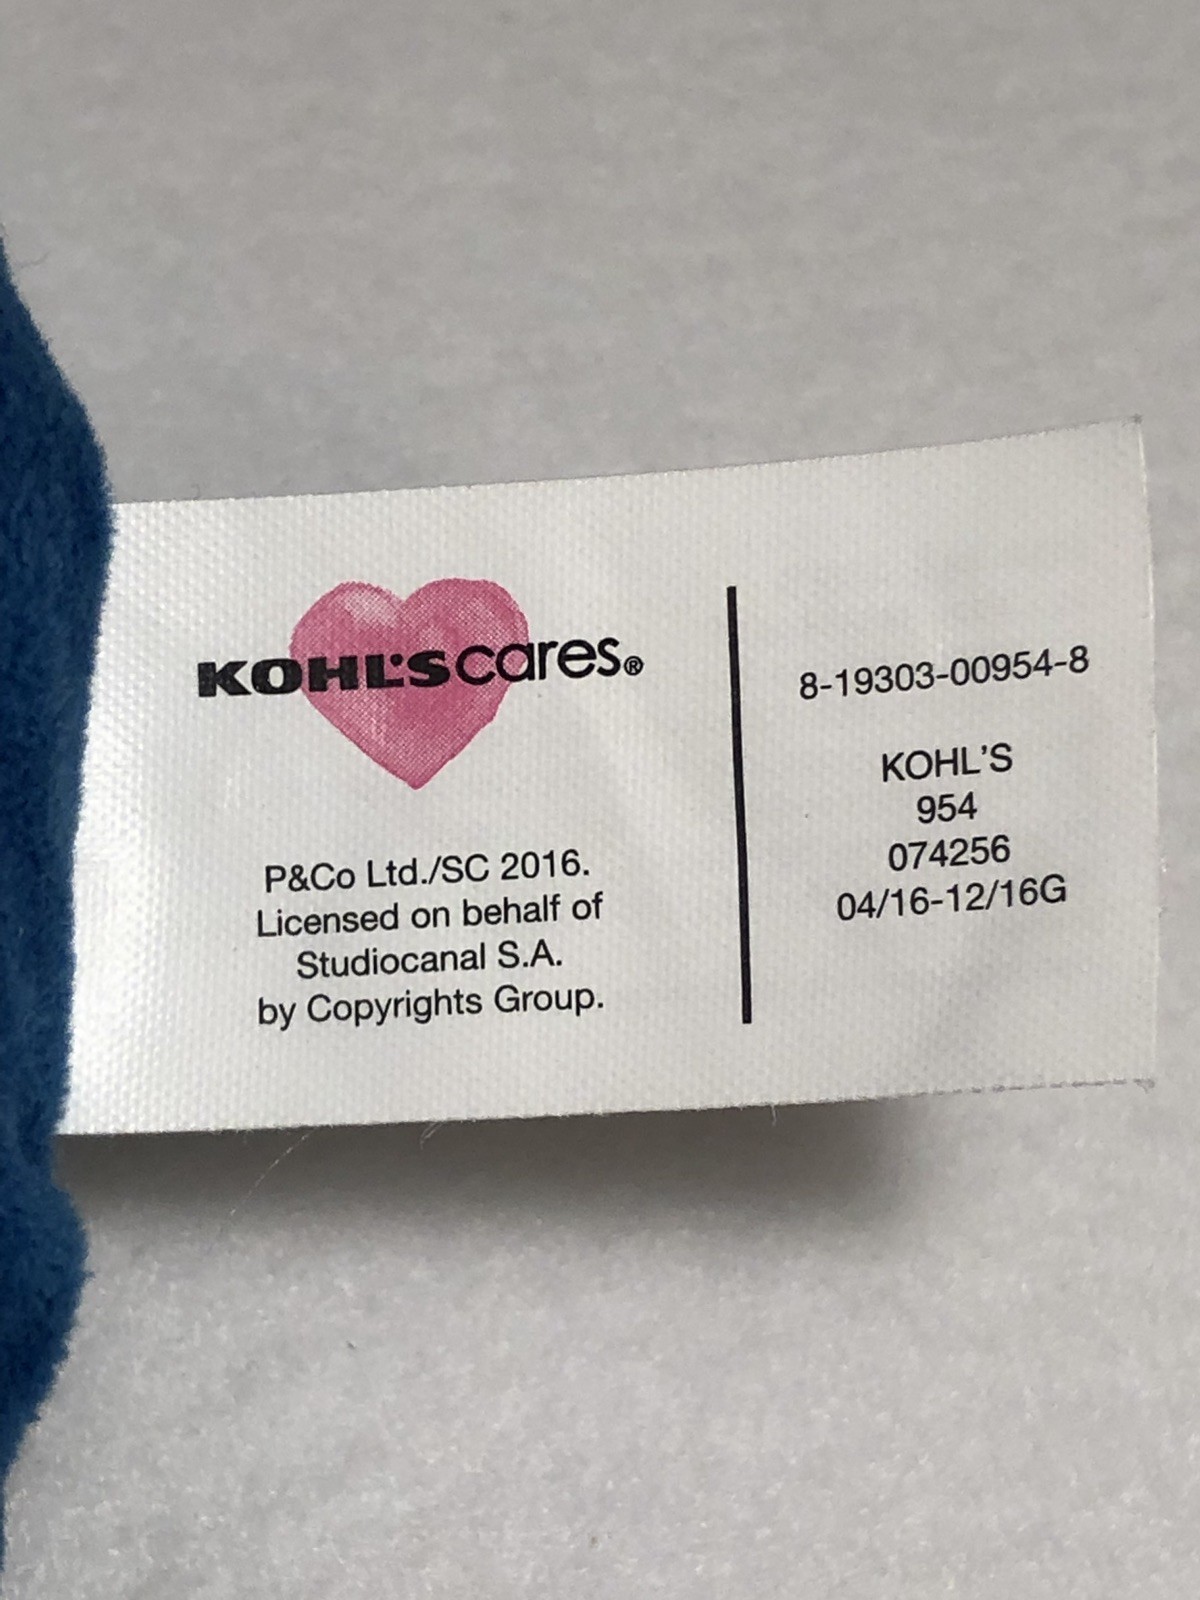 KOHL'S cares®
P&Co Ltd./SC 2016.
Licensed on behalf of
Studiocanal S.A.
by Copyrights Group.
8-19303-00954-8
KOHL'S
954
074256
04/16-12/16G